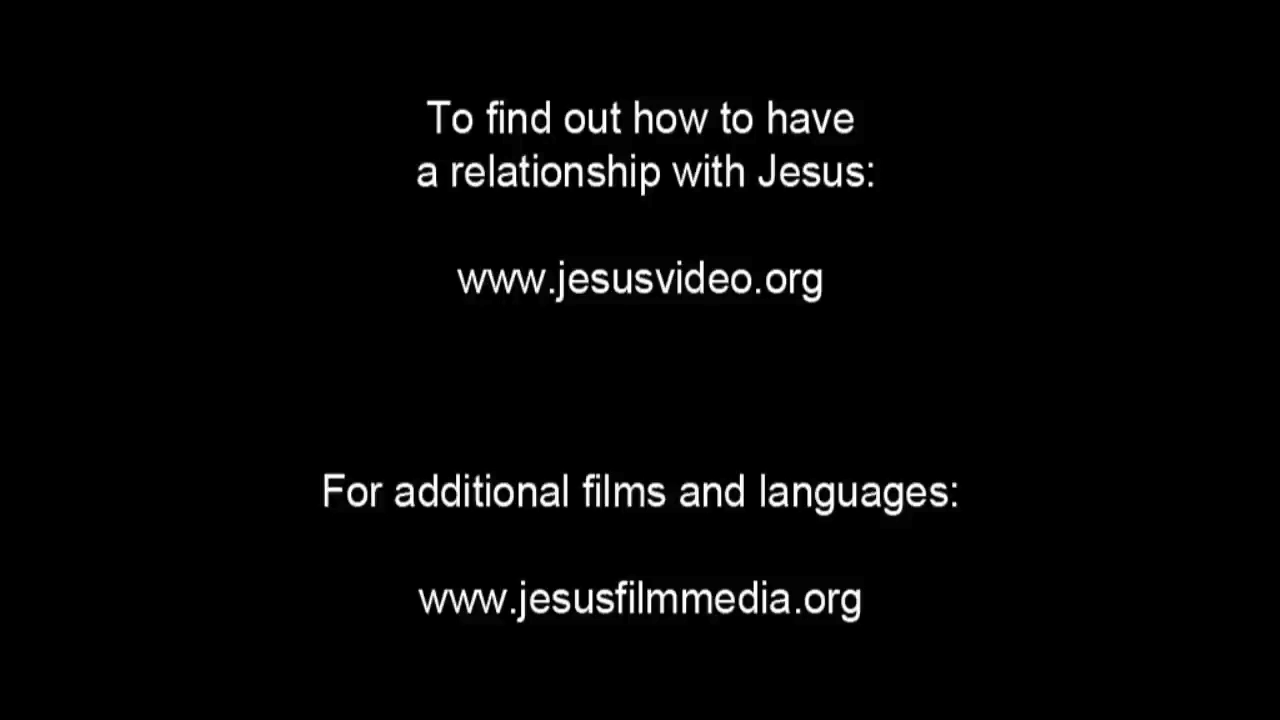 To find out how to have
a relationship with Jesus:
www.jesusvideo.org
For additional films and languages:
www.jesusfilmmedia.org